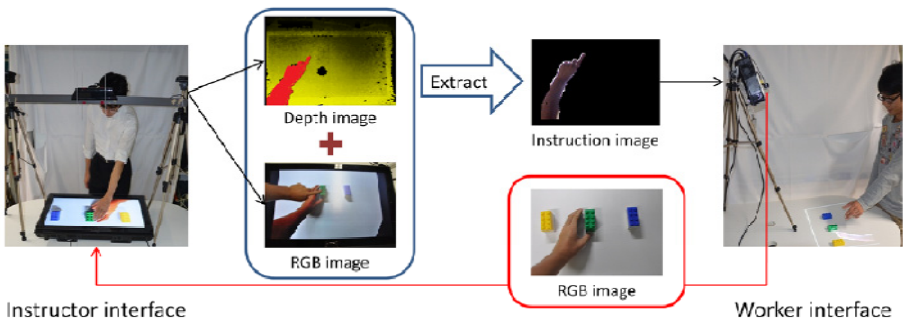 Depth image
Extract
Instruction image
RGB image
RGB image
Instructor interface
Worker interface